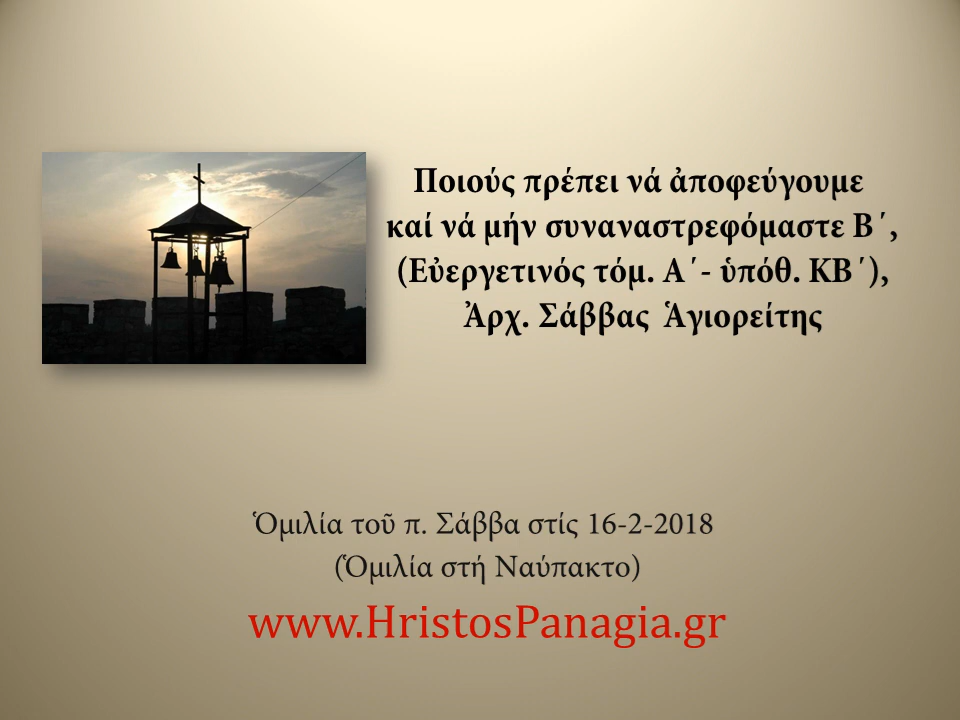 Ποιούς πρέπει νά ἀποφεύγουμε
καί νά μήν συναναστρεφόμαστε Β΄,
(Εὐεργετινός τόμ. Α΄- ὑπόθ. ΚΒ΄),
Ἀρχ. Σάββας Ἁγιορείτης
Ὁμιλία τοῦ π. Σάββα στίς 16-2-2018
(Ὁμιλία στή Ναύπακτο)
www.HristosPanagia.gr